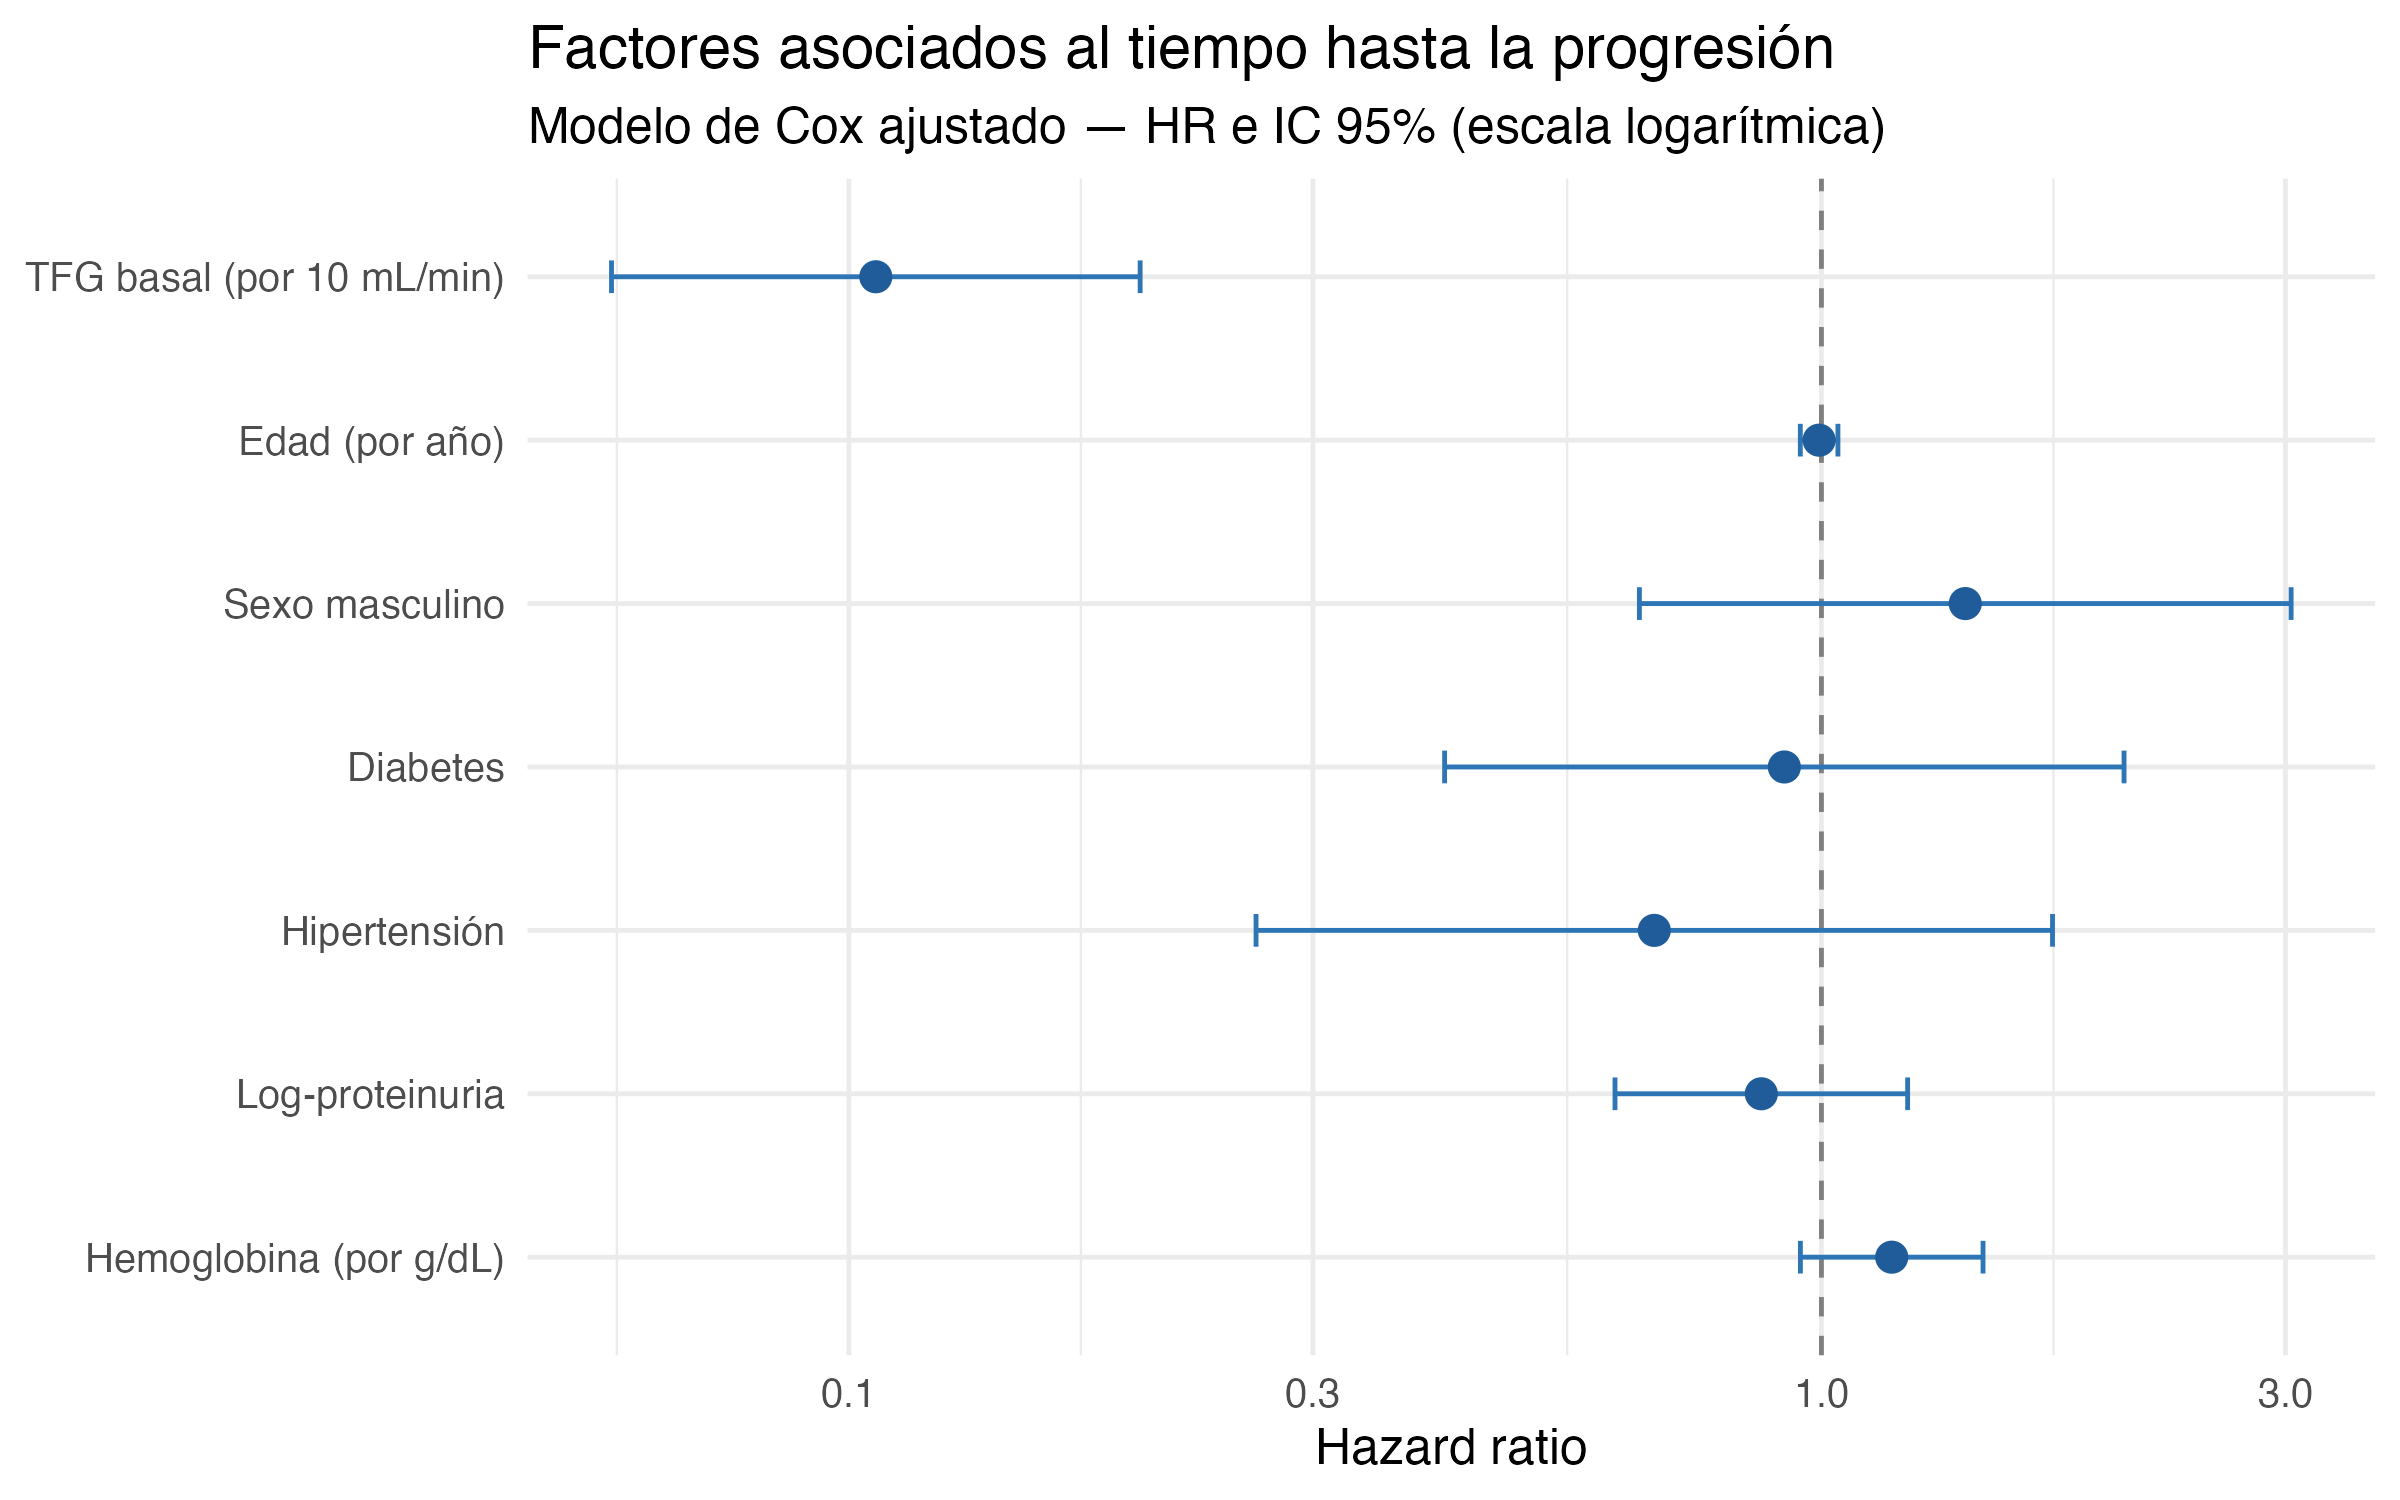 Factores asociados al tiempo hasta la progresión
Modelo de Cox ajustado — HR e IC 95% (escala logarítmica)
TFG basal (por 10 mL/min)
Edad (por año)
Sexo masculino
Diabetes
Hipertensión
Log-proteinuria
Hemoglobina (por g/dL)
0.1 0.3 1.0 3.0
Hazard ratio